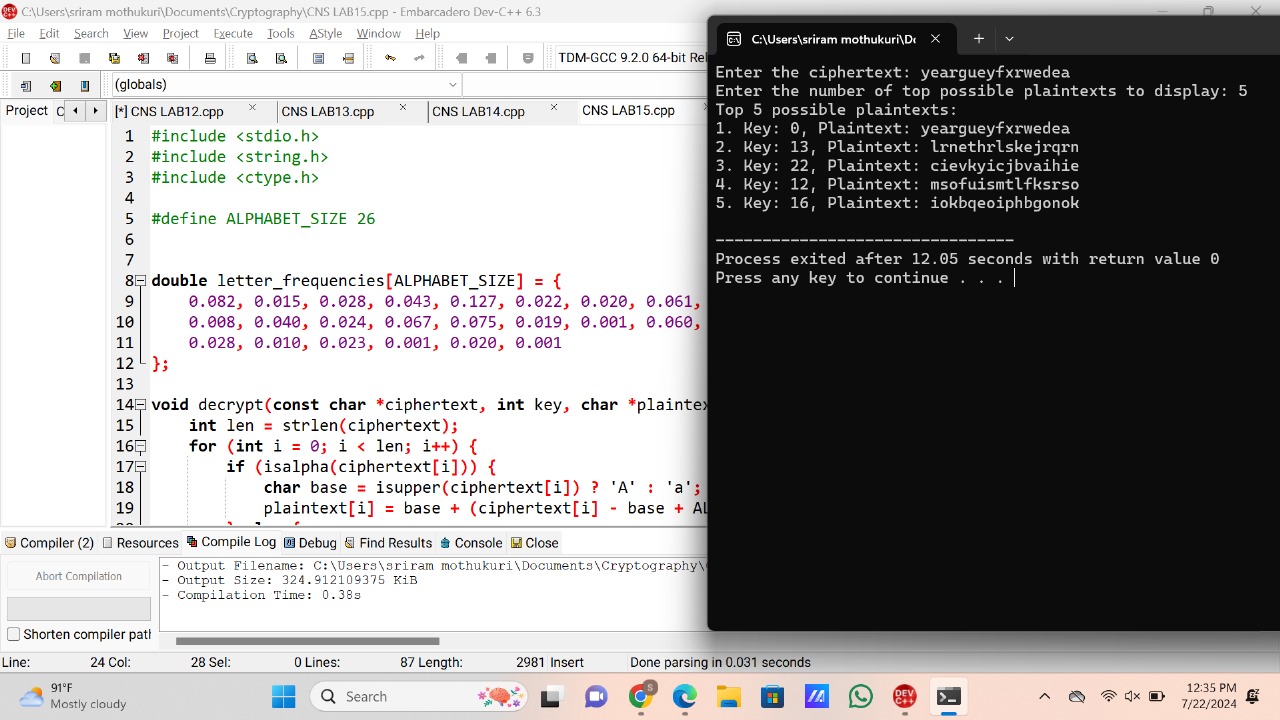 C:\Users\sriram mothukuri\Documents\Cryptography\CNS LAB15.cpp - Embarcadero Dev-C++ 6.3
File Edit Search View Project Execute Tools AStyle Window Help
TDM-GCC 9.2.0 64-bit Rel
(globals)
Project C
[*] CNS LAB12.cpp
CNS LAB13.cpp
CNS LAB14.cpp
CNS LAB15.cpp
1 #include <stdio.h>
2 #include <string.h>
3 #include <ctype.h>
4
5 #define ALPHABET_SIZE 26
6
7
8 double letter_frequencies[ALPHABET_SIZE] = {
9 0.082, 0.015, 0.028, 0.043, 0.127, 0.022, 0.020, 0.061,
10 0.008, 0.040, 0.024, 0.067, 0.075, 0.019, 0.001, 0.060,
11 0.028, 0.010, 0.023, 0.001, 0.020, 0.001
12 };
13
14 void decrypt(const char *ciphertext, int key, char *plaintex
15 int len = strlen(ciphertext);
16 for (int i = 0; i < len; i++) {
17 if (isalpha(ciphertext[i])) {
18 char base = isupper(ciphertext[i]) ? 'A' : 'a';
19 plaintext[i] = base + (ciphertext[i] - base + AL
Compiler (2) Resources Compile Log Debug Find Results Console Close
Abort Compilation
Shorten compiler path
- Output Filename: C:\Users\sriram mothukuri\Documents\Cryptography\
- Output Size: 324.912109375 KiB
- Compilation Time: 0.38s
Line: 24 Col: 28 Sel: 0 Lines: 87 Length: 2981 Insert Done parsing in 0.031 seconds
C:\Users\sriram mothukuri\Do
Enter the ciphertext: yeargueyfxrwedea
Enter the number of top possible plaintexts to display: 5
Top 5 possible plaintexts:
1. Key: 0, Plaintext: yeargueyfxrwedea
2. Key: 13, Plaintext: lrnethrlskejrqrn
3. Key: 22, Plaintext: cievkyicjbvaihie
4. Key: 12, Plaintext: msofuismtlfksrso
5. Key: 16, Plaintext: iokbqeoiphbgonok
--------------------------------
Process exited after 12.05 seconds with return value 0
Press any key to continue . . .
91°F
Mostly cloudy
Search
12:35 PM
7/22/2024